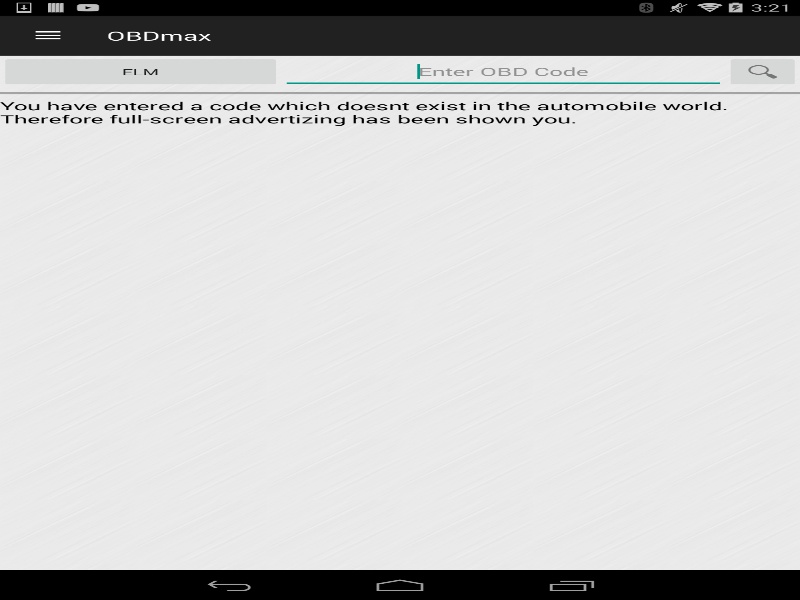 3:21
OBDmax
ELM
Enter OBD Code
You have entered a code which doesnt exist in the automobile world.
Therefore full-screen advertizing has been shown you.